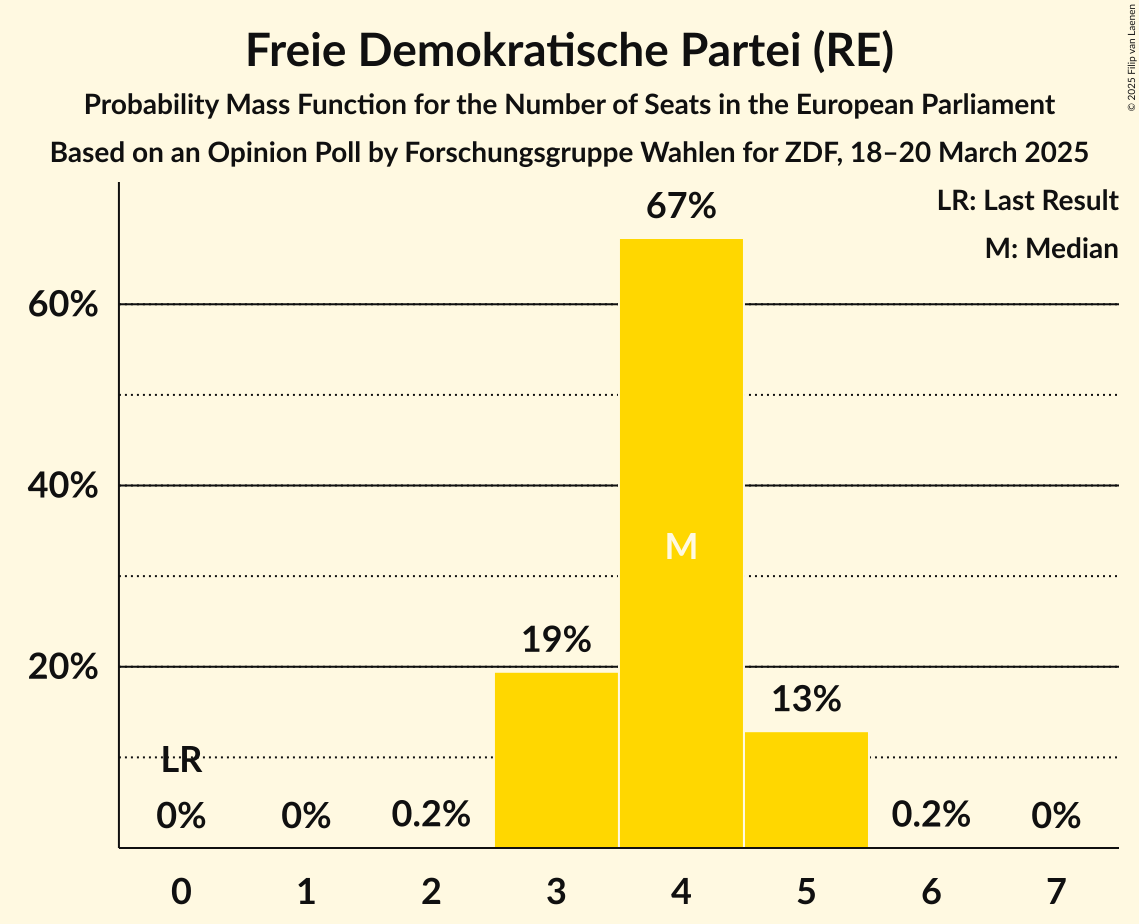 Freie Demokratische Partei (RE)
Probability Mass Function for the Number of Seats in the European Parliament
Based on an Opinion Poll by Forschungsgruppe Wahlen for ZDF, 18–20 March 2025
© 2025 Filip van Laenen
LR: Last Result
M: Median
67%
60%
40%
M
19%
20%
13%
LR
0%
0%
0.2%
0.2%
0%
0 1 2 3 4 5 6 7